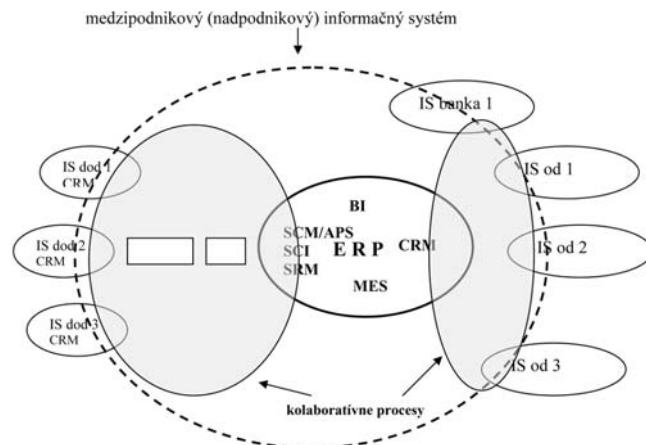 medzipodnikový (nadpodnikový) informačný systém
IS banka 1
IS dod 1
CRM
IS od 1
BI
SCM/APS
SCI
SRM
E R P
CRM
MES
IS dod 2
CRM
IS od 2
IS dod 3
CRM
IS od 3
kolaboratívne procesy